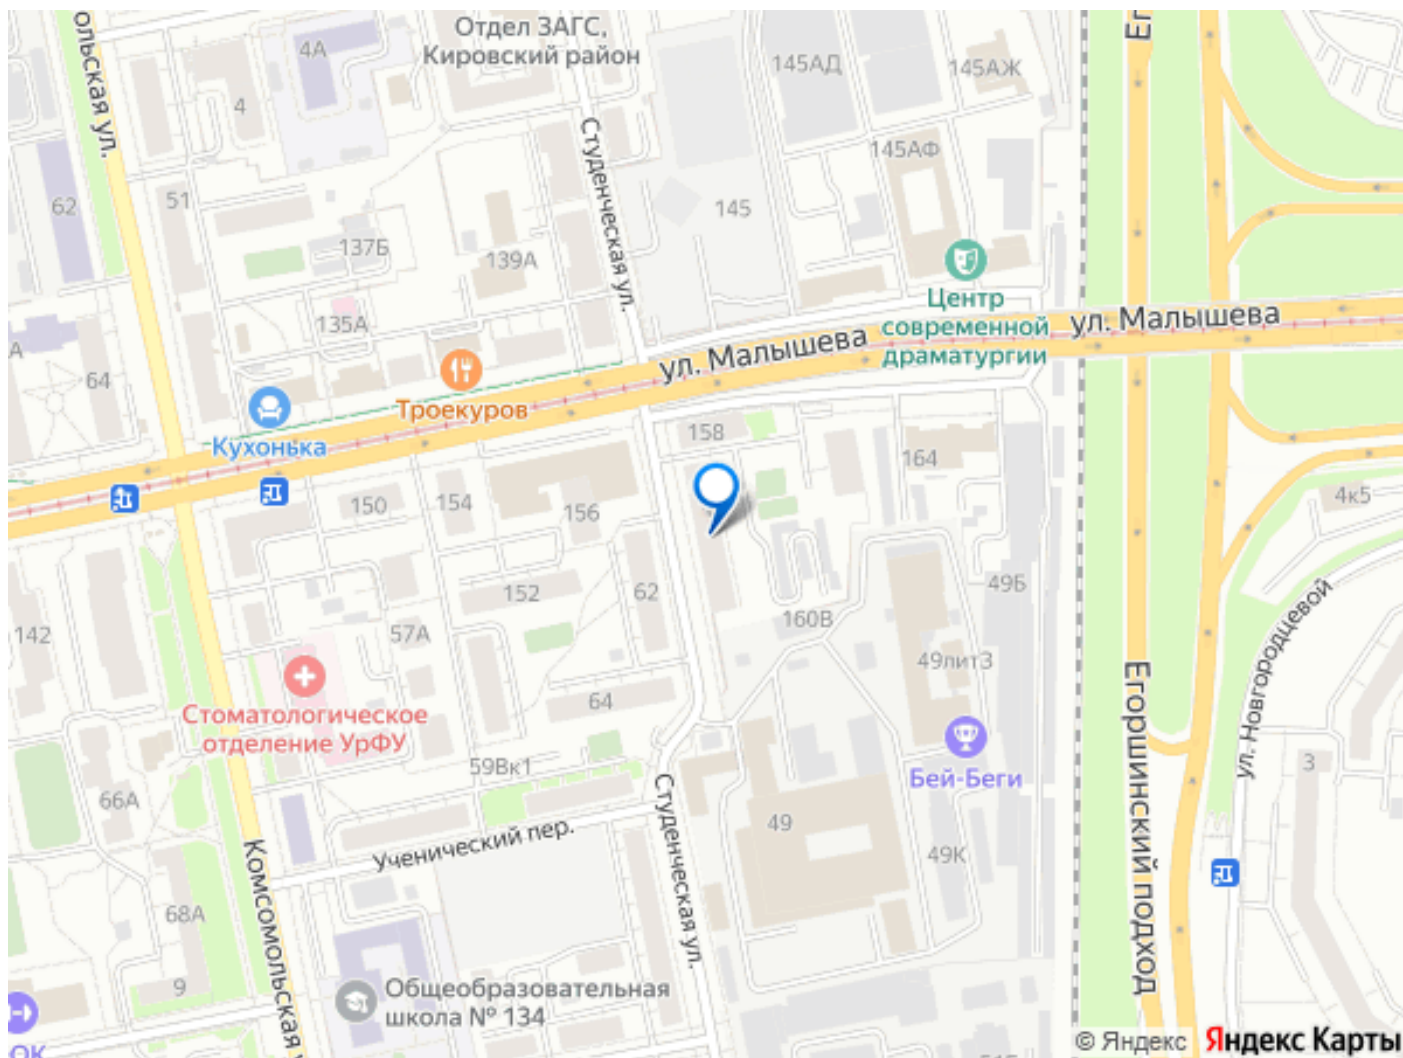 ольская ул.
Отдел ЗАГС,
Кировский район
4А
4
145АД
145АЖ
Ег
Студенческая ул.
145АФ
62
51
145
137Б
139А
135А
Центр
современной
драматургии
ул. Малышева
ул. Малышева
А
64
Троекуров
Кухонька
158
164
150
154
156
4к5
152
62
49Б
160В
142
57А
49литЗ
ул. Новгородцевой
64
Стоматологическое
отделение УрФУ
59Вк1
Бей-Беги
3
66А
Ученический пер.
Студенческая ул.
49
49К
Егоршинский подход
Комсомольская у
68А
9
Общеобразовательная
школа № 134
ОК
© Яндекс
Яндекс Карты